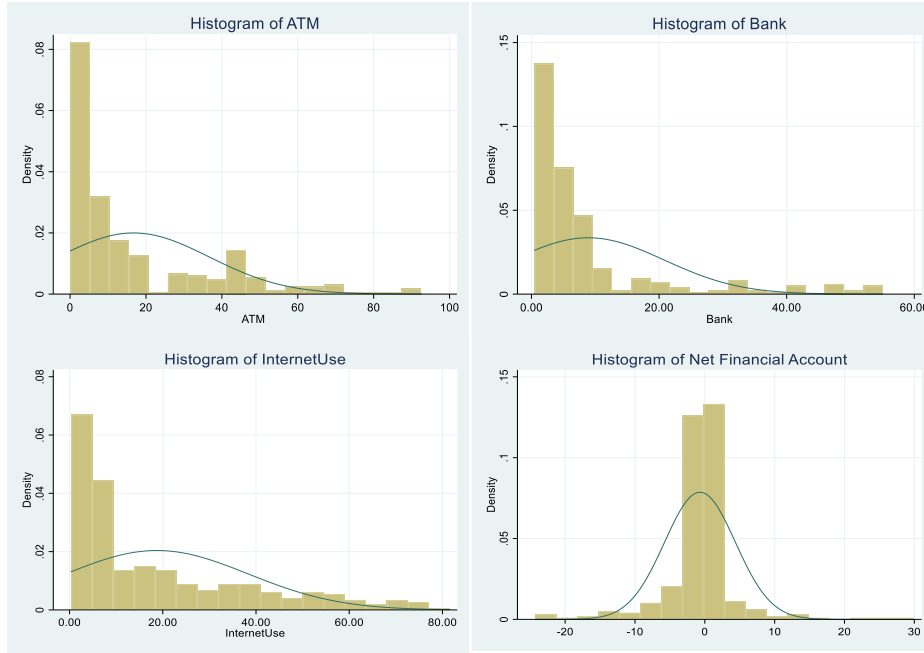 Histogram of ATM
.08
.06
.04
.02
0
Density
0 20 40 60 80 100
ATM
Histogram of Bank
.15
.1
.05
0
Density
0.00 20.00 40.00 60.00
Bank
Histogram of InternetUse
.08
.06
.04
.02
0
Density
0.00 20.00 40.00 60.00 80.00
InternetUse
Histogram of Net Financial Account
.15
.1
.05
0
Density
-20 -10 0 10 20 30